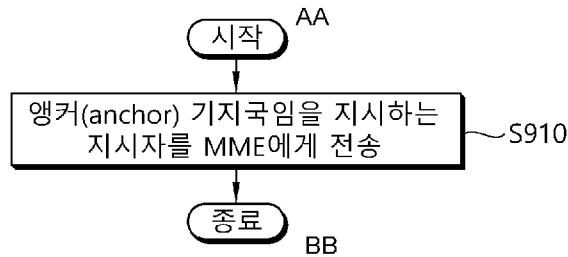 AA
시작
앵커(anchor) 기지국임을 지시하는
지시자를 MME에게 전송
S910
종료
BB